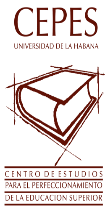 CEPES
UNIVERSIDAD DE LA HABANA
CENTRO DE ESTUDIOS
PARA EL PERFECCIONAMIENTO
DE LA EDUCACION SUPERIOR